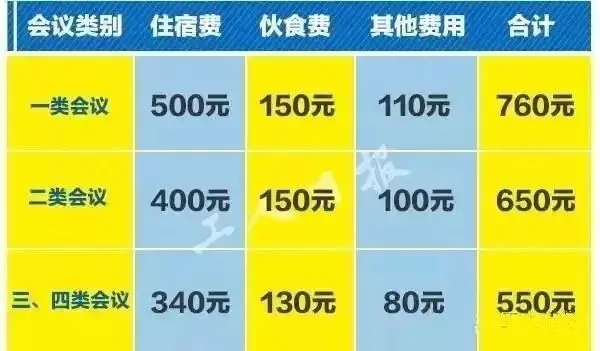 会议类别 住宿费 伙食费 其他费用 合计
一类会议 500元 150元 110元 760元
二类会议 400元 150元 100元 650元
三、四类会议 340元 130元 80元 550元
工人日报